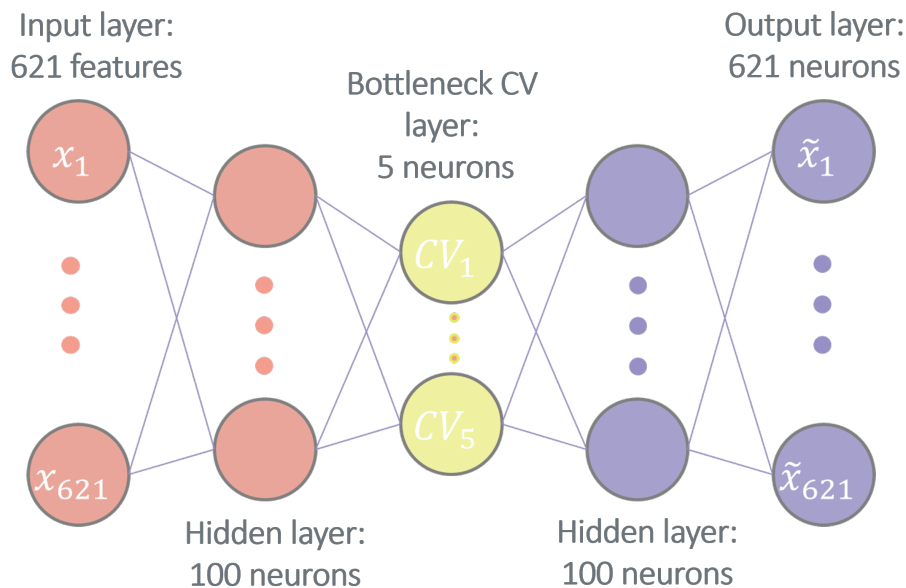 Input layer:
621 features
Bottleneck CV
layer:
5 neurons
Output layer:
621 neurons
x₁
x₆₂₁
CV₁
CV₅
x̃₁
x̃₆₂₁
Hidden layer:
100 neurons
Hidden layer:
100 neurons